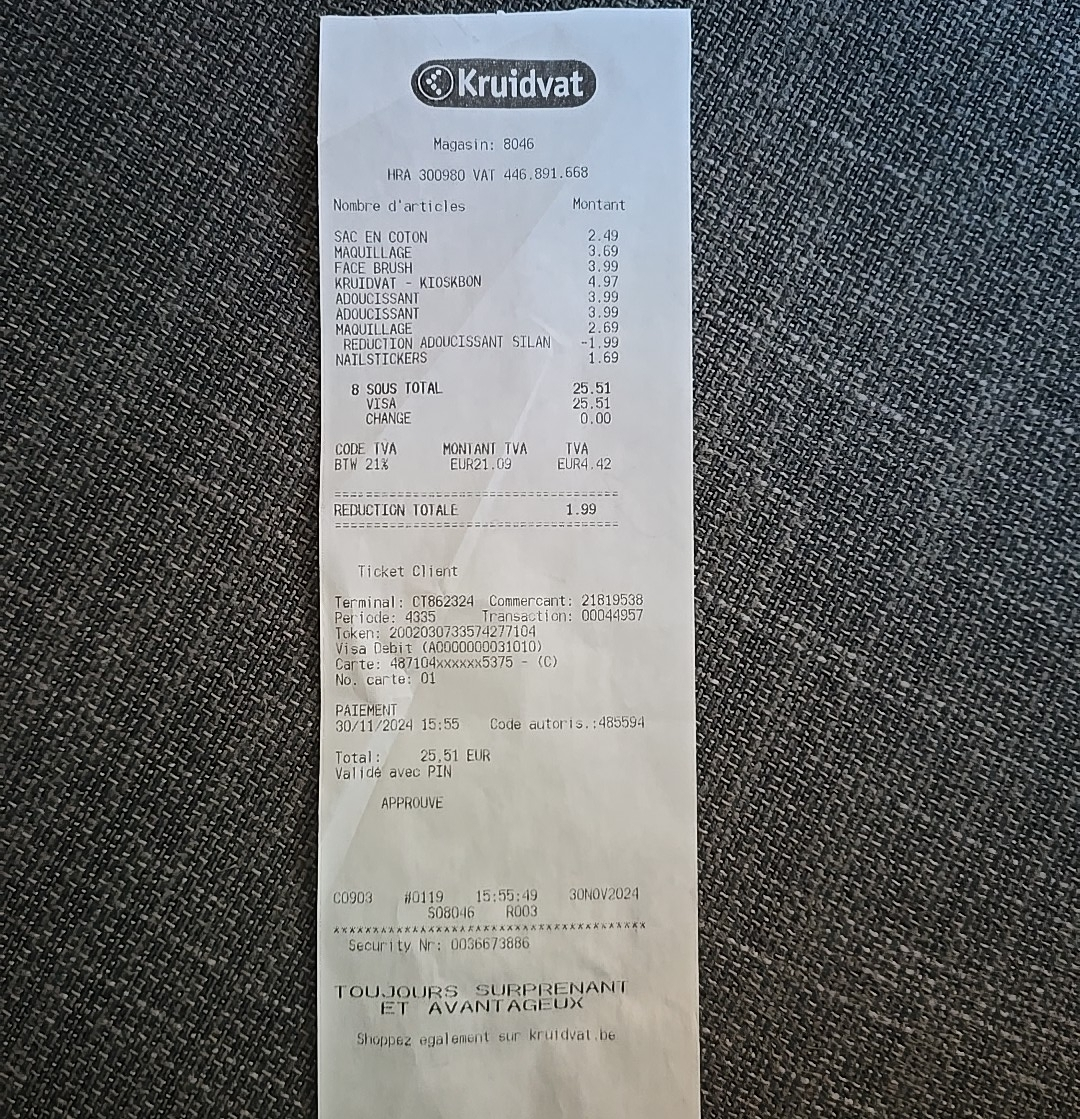 Kruidvat
Magasin: 8046
HRA 300980 VAT 446.891.668
Nombre d'articles Montant
SAC EN COTON 2.49
MAQUILLAGE 3.69
FACE BRUSH 3.99
KRUIDVAT - KIOSKBON 4.97
ADOUCISSANT 3.99
ADOUCISSANT 3.99
MAQUILLAGE 2.69
REDUCTION ADOUCISSANT SILAN -1.99
NAILSTICKERS 1.69
8 SOUS TOTAL 25.51
VISA 25.51
CHANGE 0.00
CODE TVA MONTANT TVA TVA
BTW 21% EUR21.09 EUR4.42
=====================================
REDUCTION TOTALE 1.99
=====================================
Ticket Client
Terminal: CT862324 Commercant: 21819538
Periode: 4335 Transaction: 00044957
Token: 2002030733574277104
Visa Debit (A0000000031010)
Carte: 487104xxxxxx5375 - (C)
No. carte: 01
PAIEMENT
30/11/2024 15:55 Code autoris.:485594
Total: 25,51 EUR
Validé avec PIN
APPROUVE
C0903 #0119 15:55:49 30NOV2024
S08046 R003
****************************************
Security Nr: 0036673886
TOUJOURS SURPRENANT
ET AVANTAGEUX
Shoppez egalement sur kruidvat.be